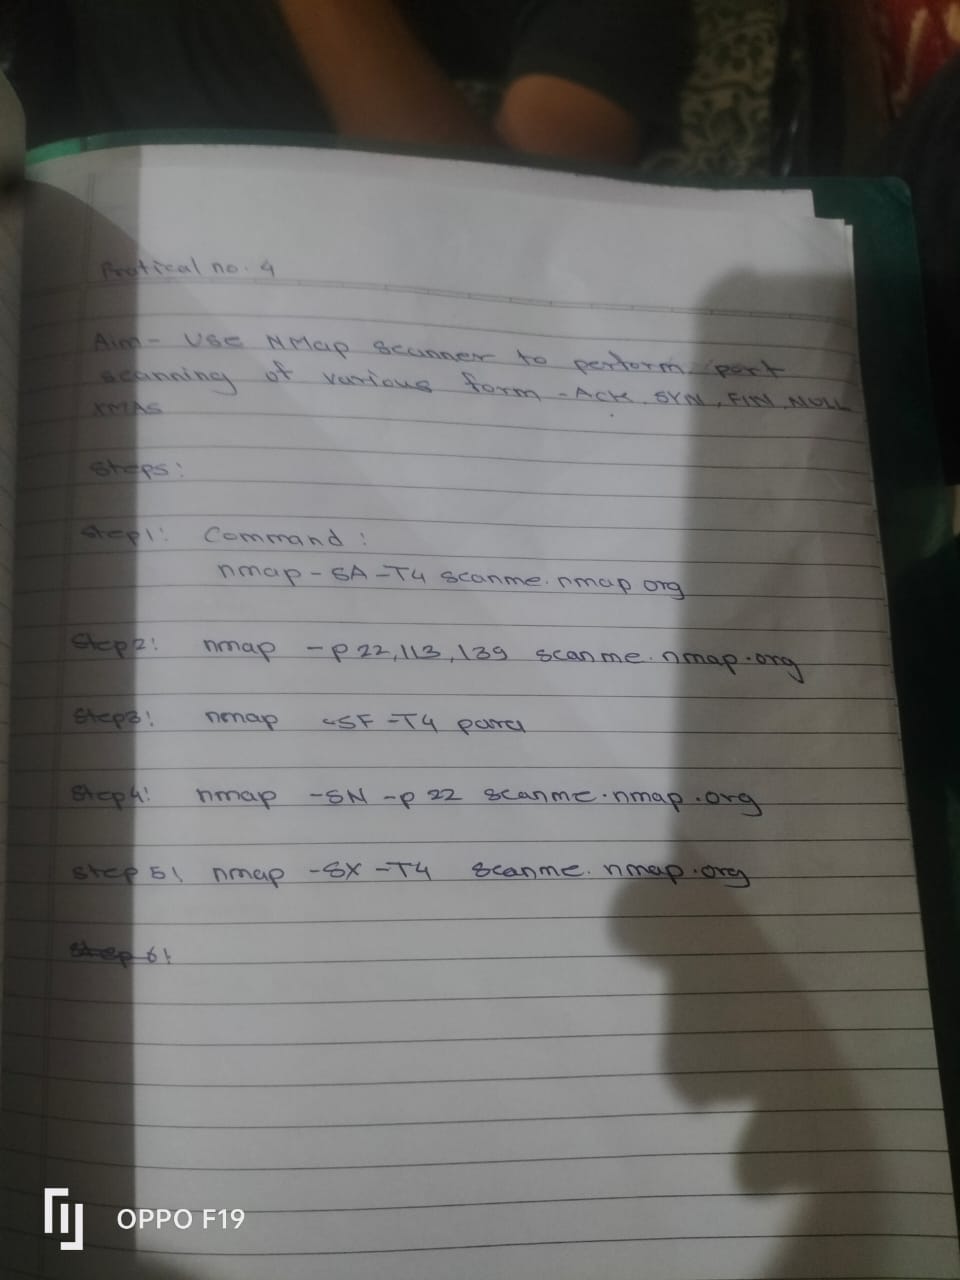 Pratical no. 4
Aim - Use NMap scanner to perform port
scanning of various form - ACK, SYN, FIN, NULL
XMAS
Steps:
Step1: Command:
nmap -SA -T4 scanme.nmap org
Step2: nmap -p 22,113,139 scanme.nmap.org
Step3: nmap -SF -T4 para
Step4: nmap -SN -p 22 scanme.nmap.org
Step 5: nmap -SX -T4 scanme.nmap.org
Step 6:
OPPO F19